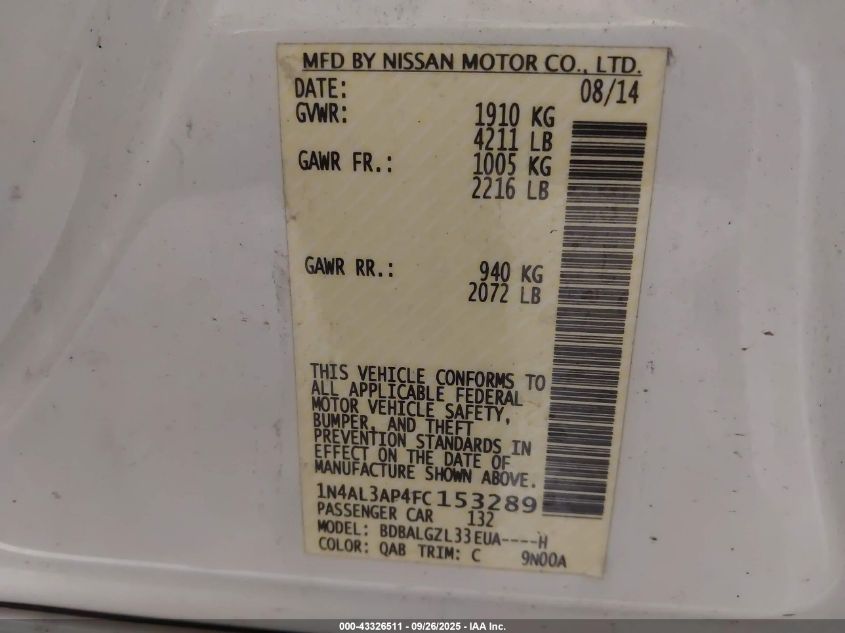 MFD BY NISSAN MOTOR CO., LTD.
DATE: 08/14
GVWR: 1910 KG
4211 LB
GAWR FR.: 1005 KG
2216 LB
GAWR RR.: 940 KG
2072 LB
THIS VEHICLE CONFORMS TO
ALL APPLICABLE FEDERAL
MOTOR VEHICLE SAFETY,
BUMPER, AND THEFT
PREVENTION STANDARDS IN
EFFECT ON THE DATE OF
MANUFACTURE SHOWN ABOVE.
1N4AL3AP4FC153289
PASSENGER CAR 132
MODEL: BDBALGZL33EUA----H
COLOR: QAB TRIM: C 9N00A
000-43326511 - 09/26/2025 - IAA Inc.